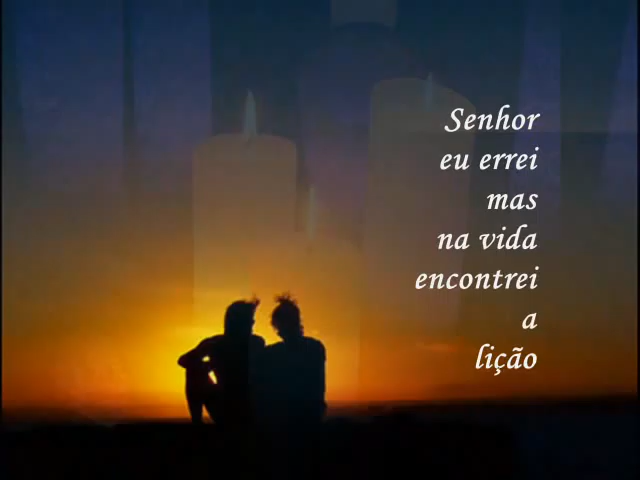 Senhor
eu errei
mas
na vida
encontrei
a
lição